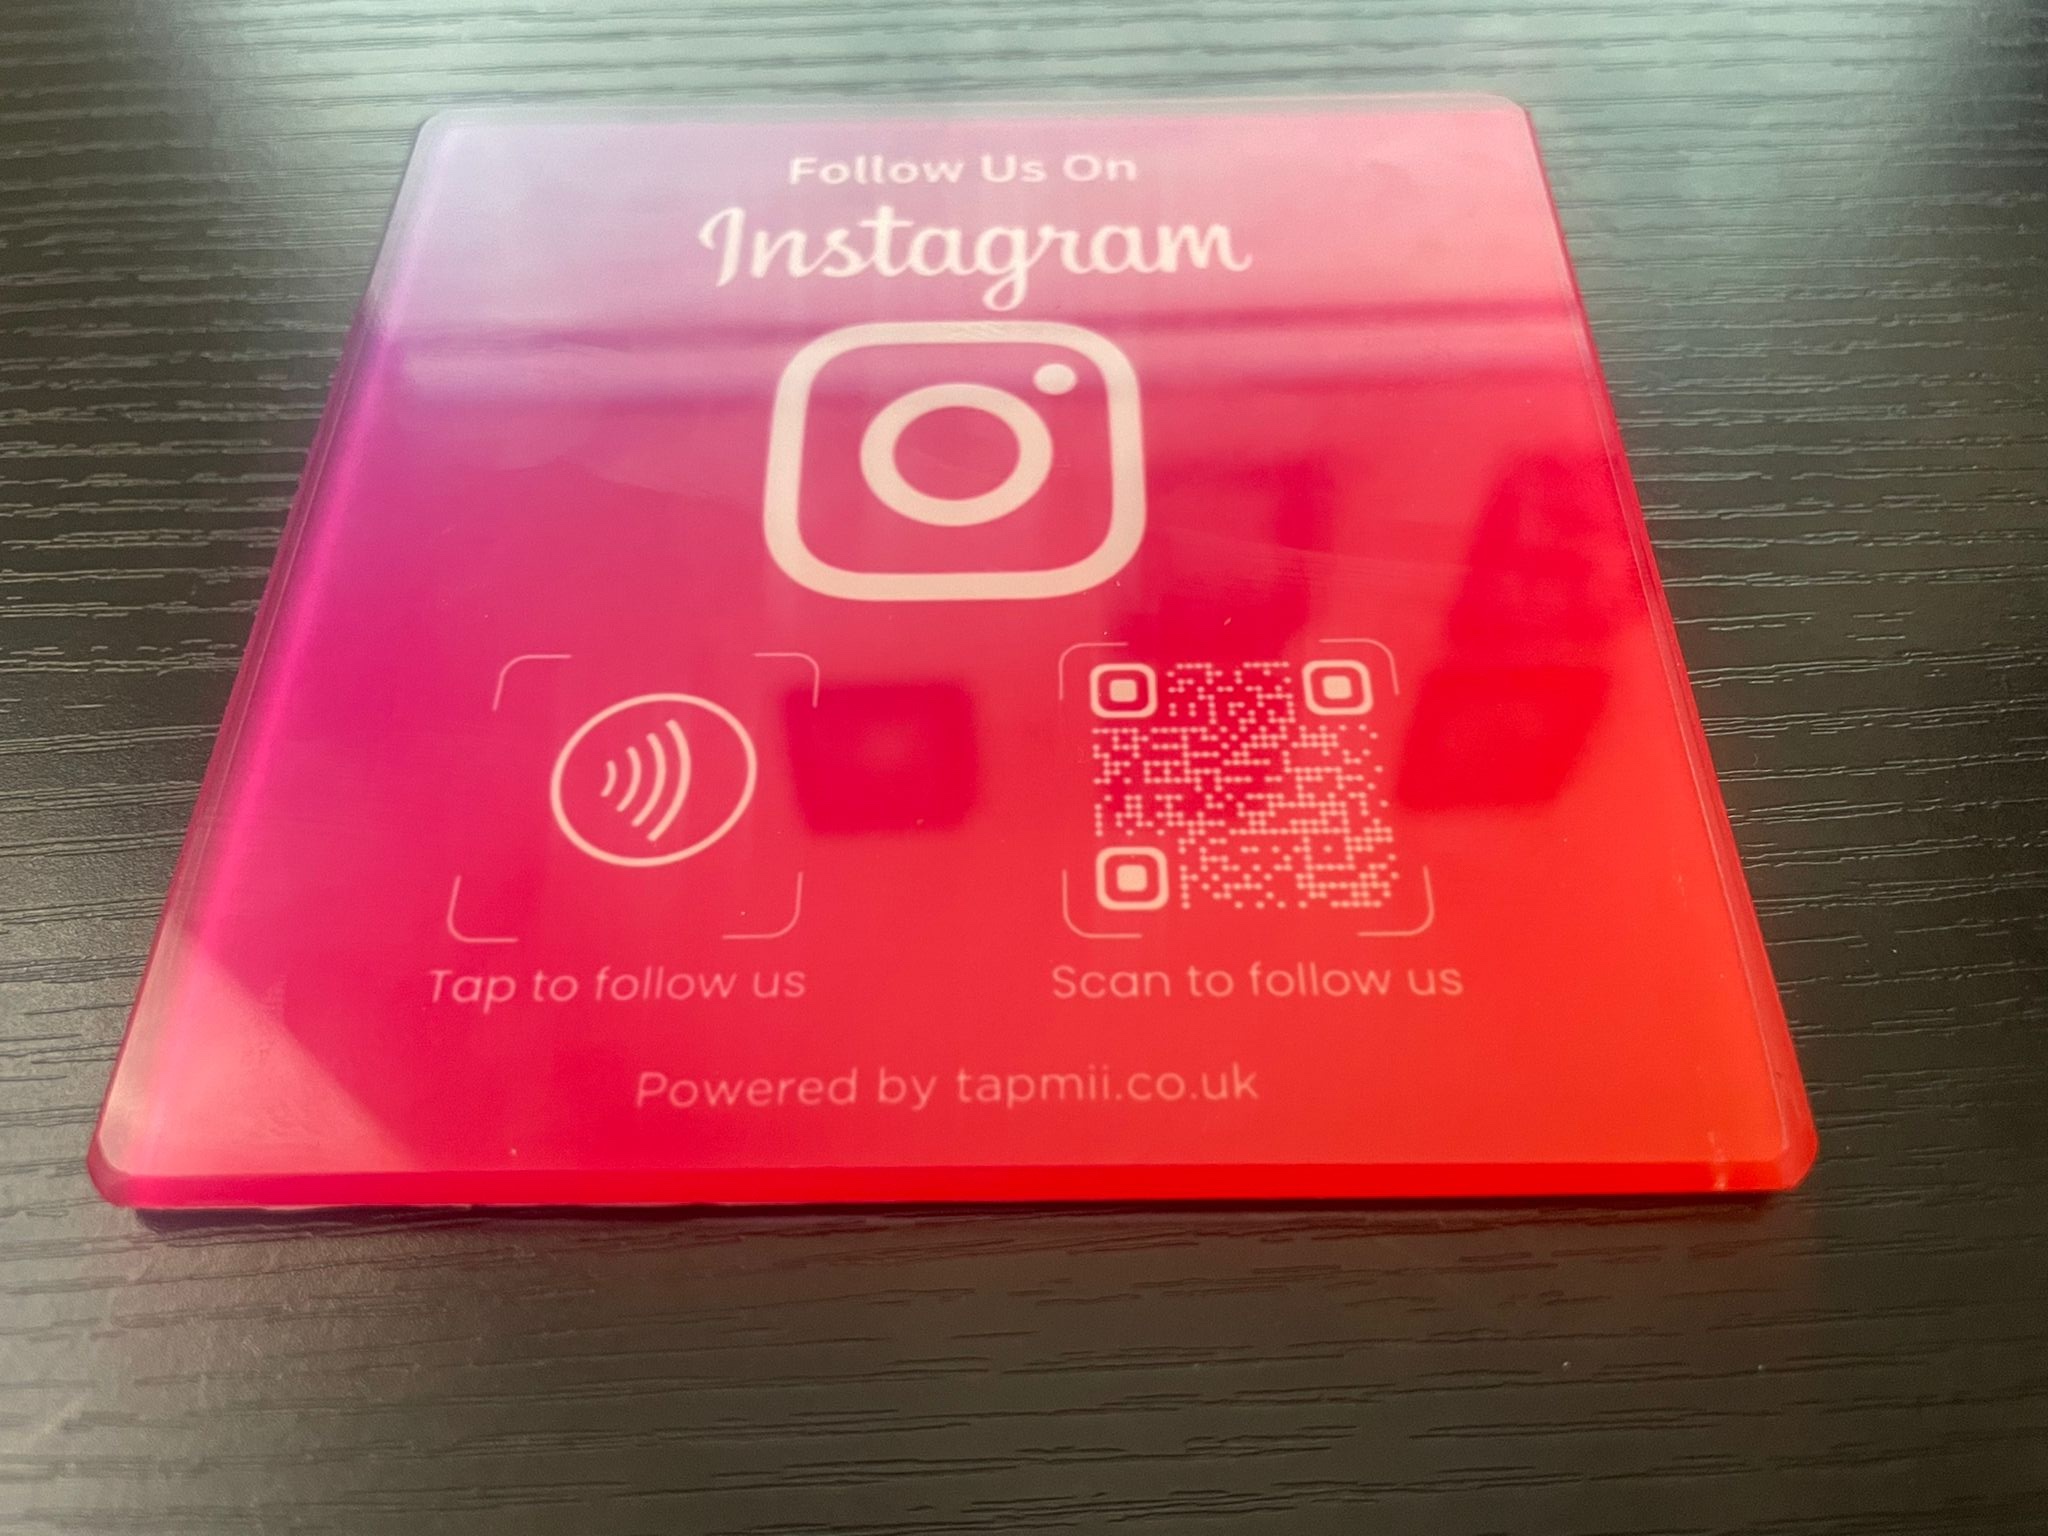 Follow Us On
Instagram
Tap to follow us
Scan to follow us
Powered by tapmii.co.uk